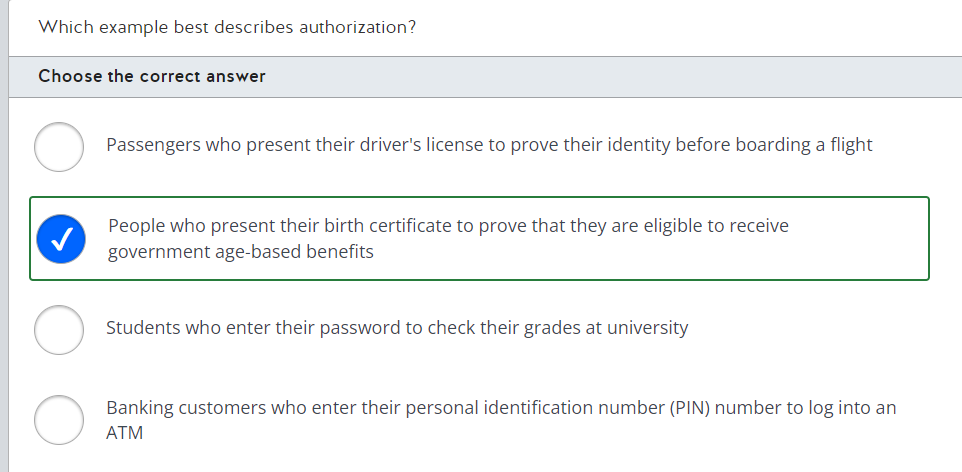 Which example best describes authorization?
Choose the correct answer
Passengers who present their driver's license to prove their identity before boarding a flight
People who present their birth certificate to prove that they are eligible to receive
government age-based benefits
Students who enter their password to check their grades at university
Banking customers who enter their personal identification number (PIN) number to log into an
ATM